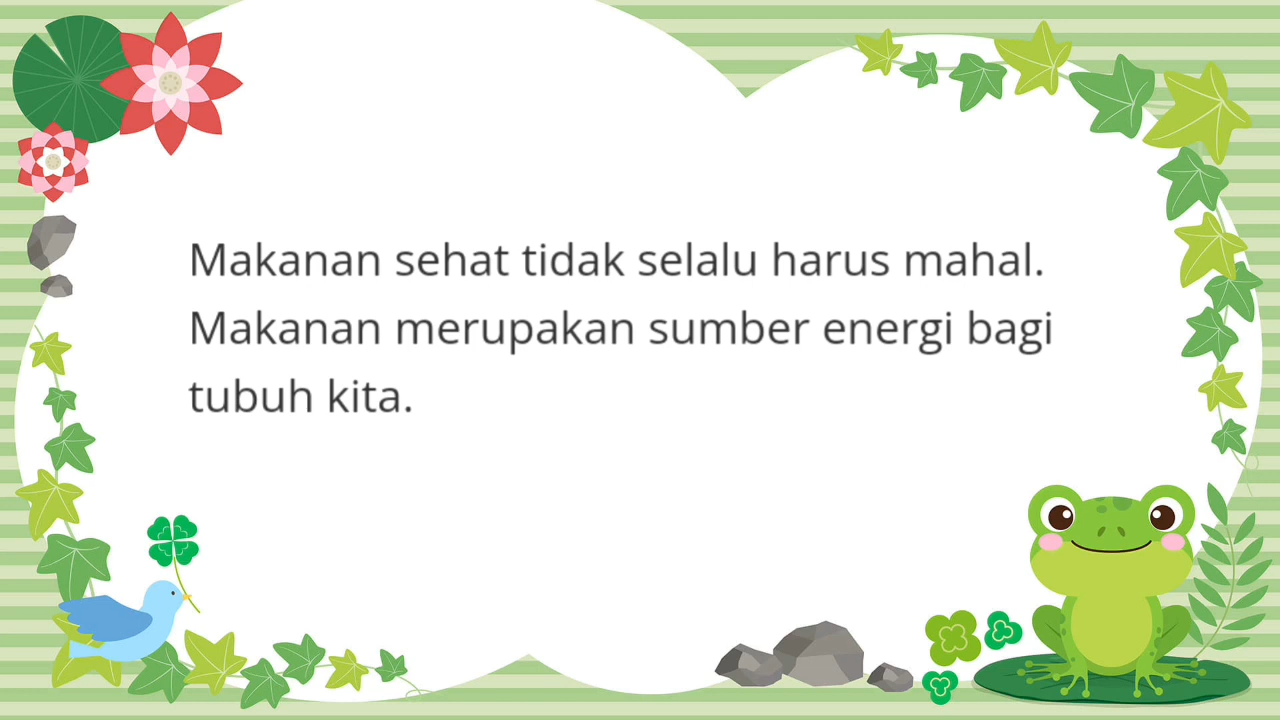 Makanan sehat tidak selalu harus mahal.
Makanan merupakan sumber energi bagi
tubuh kita.